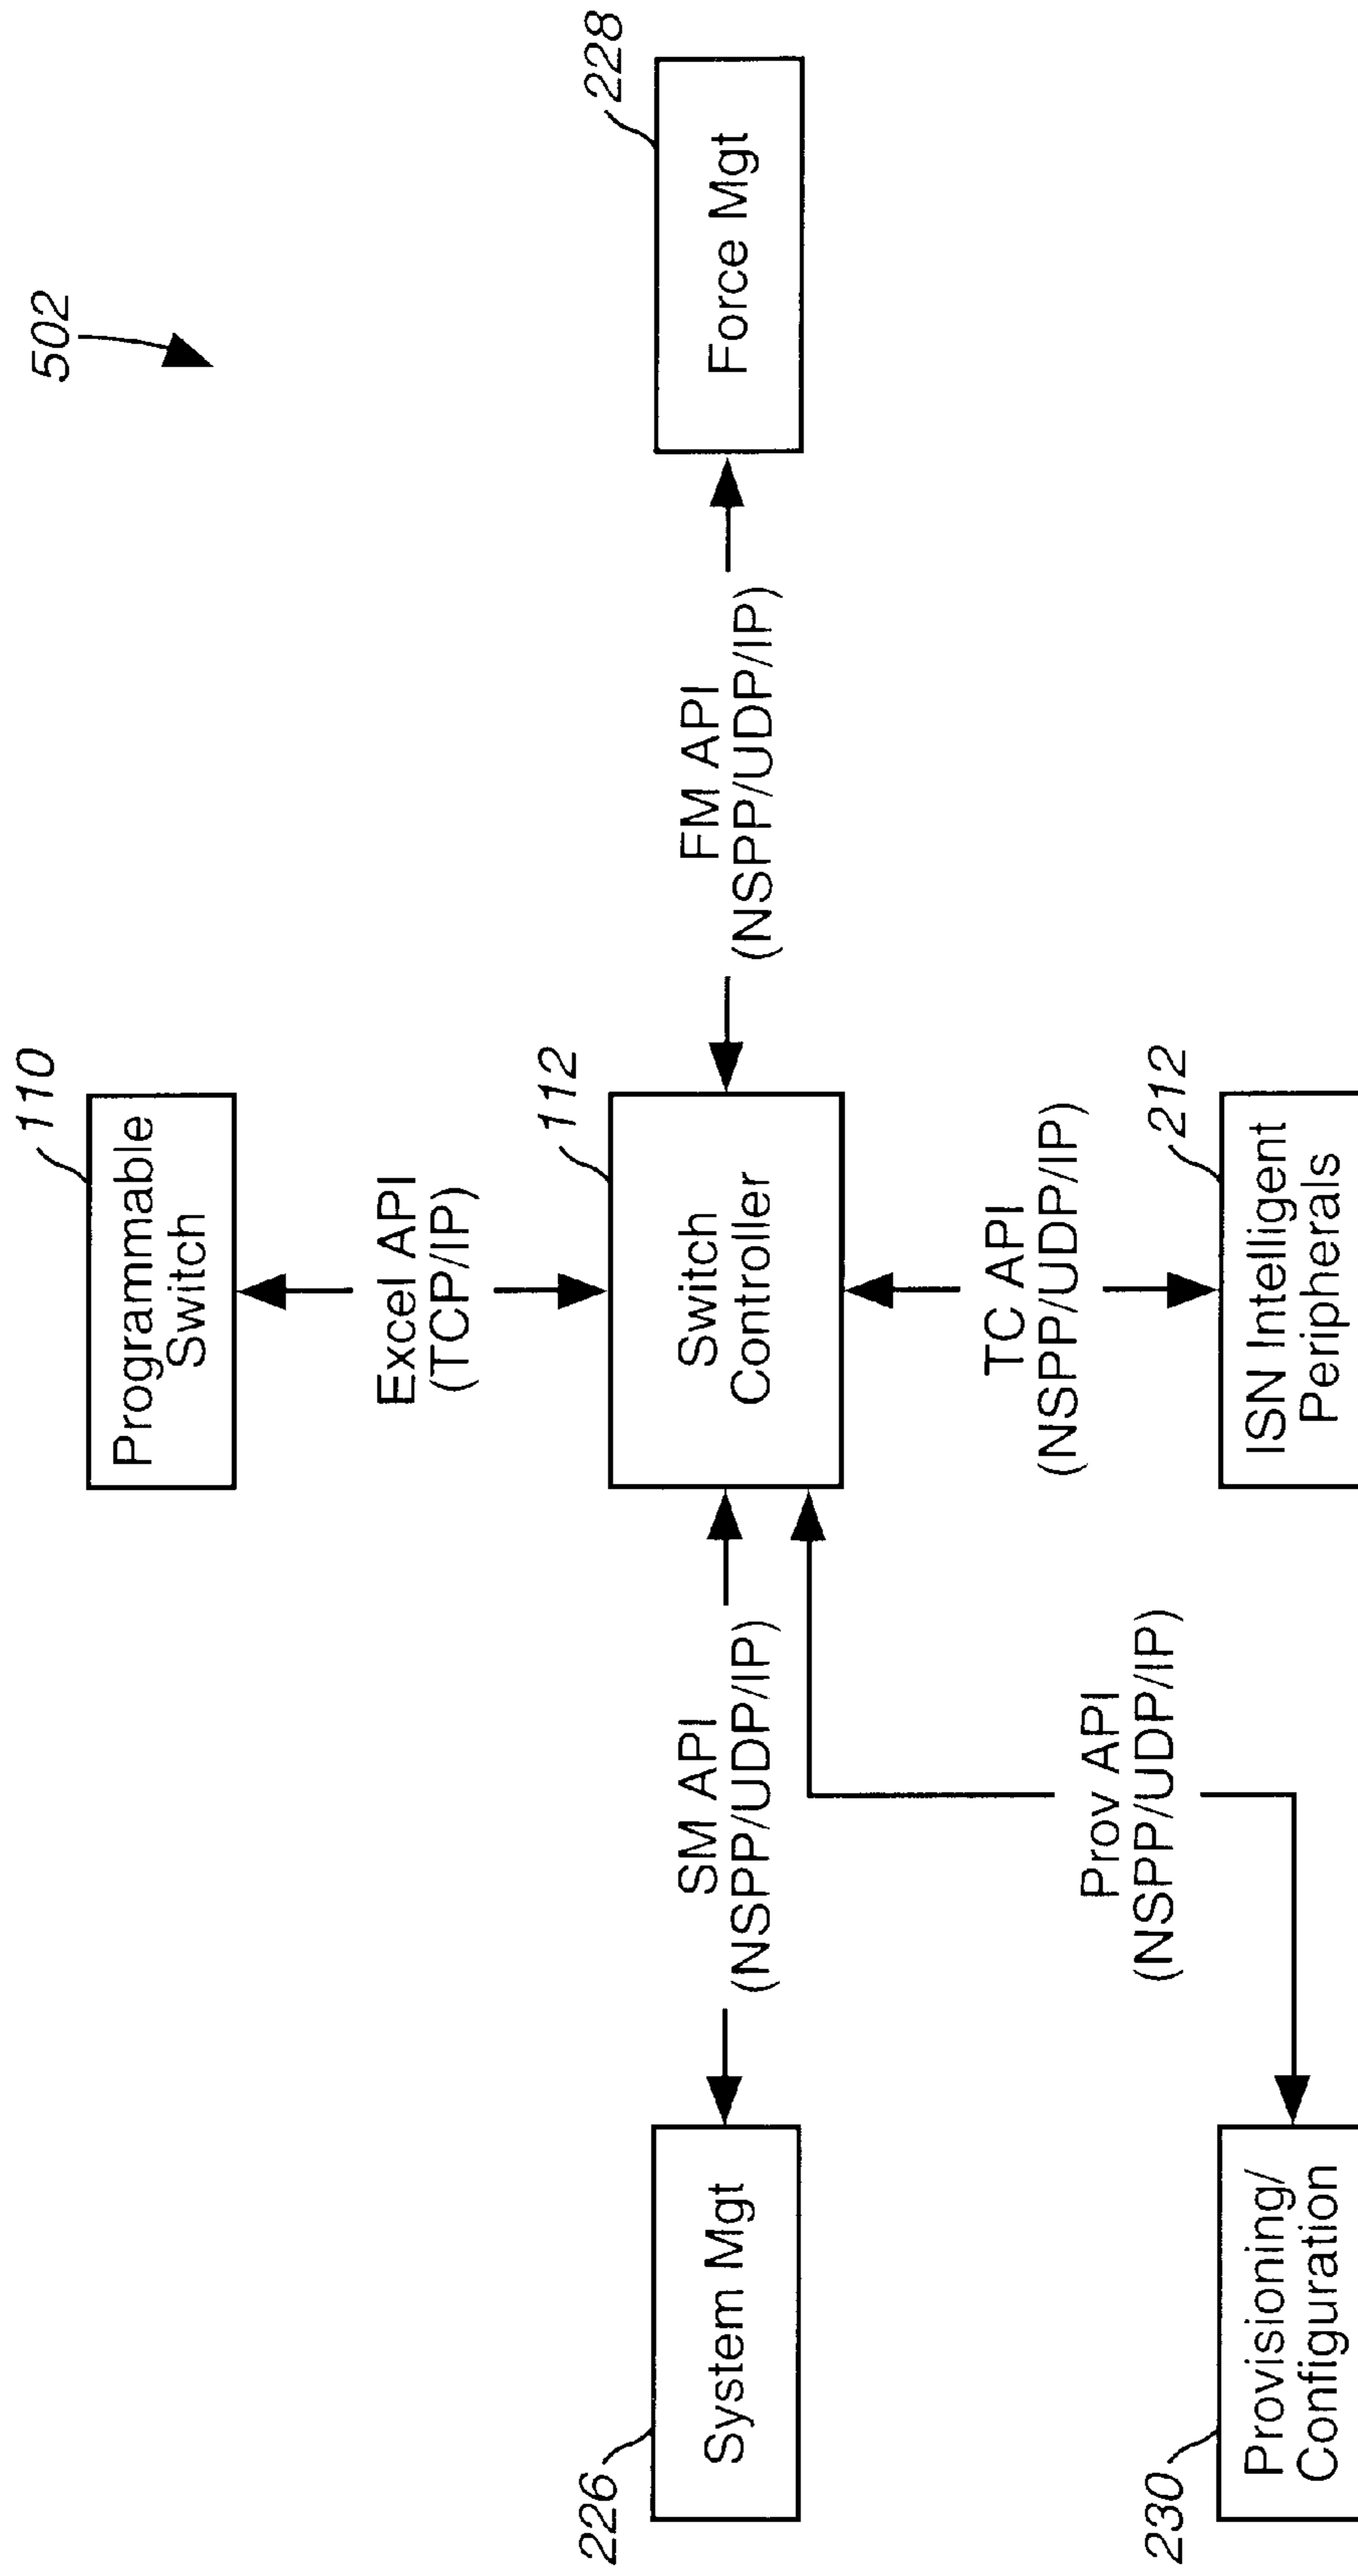 502
110
Programmable
Switch
Excel API
(TCP/IP)
112
Switch
Controller
226
System Mgt
SM API
(NSPP/UDP/IP)
FM API
(NSPP/UDP/IP)
228
Force Mgt
TC API
(NSPP/UDP/IP)
Prov API
(NSPP/UDP/IP)
230
Provisioning/
Configuration
212
ISN Intelligent
Peripherals